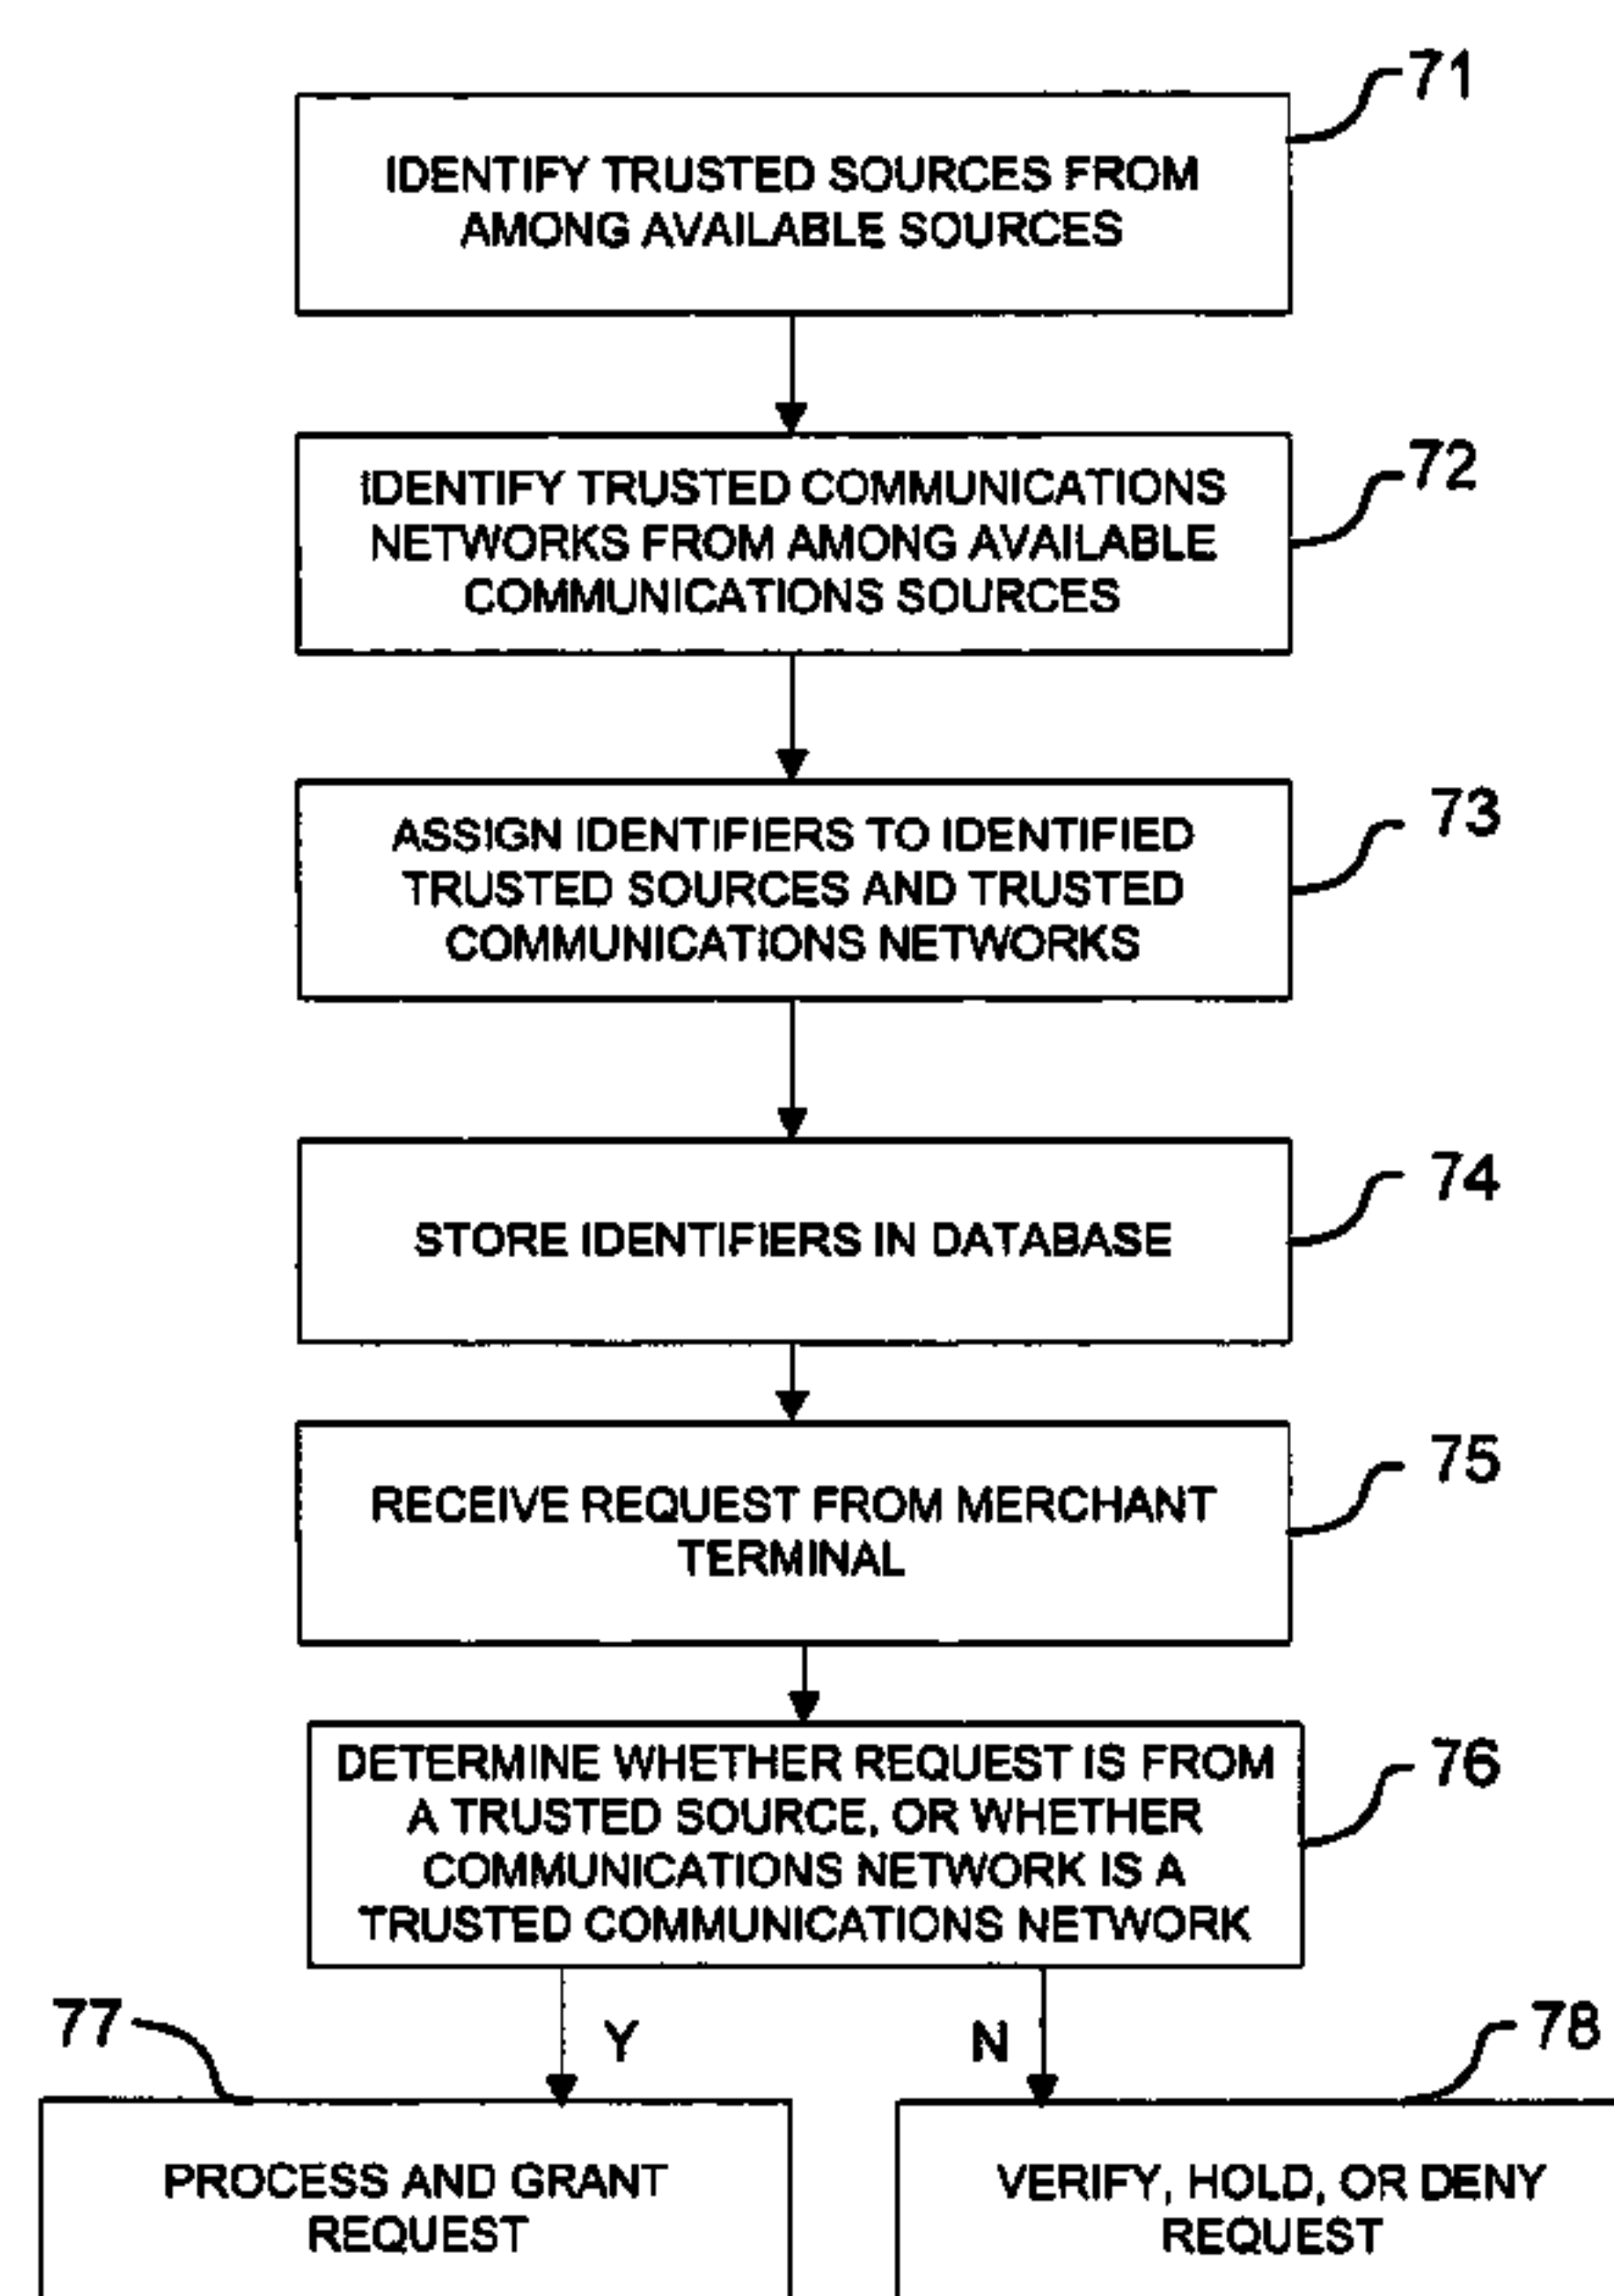 71
IDENTIFY TRUSTED SOURCES FROM
AMONG AVAILABLE SOURCES
72
IDENTIFY TRUSTED COMMUNICATIONS
NETWORKS FROM AMONG AVAILABLE
COMMUNICATIONS SOURCES
73
ASSIGN IDENTIFIERS TO IDENTIFIED
TRUSTED SOURCES AND TRUSTED
COMMUNICATIONS NETWORKS
74
STORE IDENTIFIERS IN DATABASE
75
RECEIVE REQUEST FROM MERCHANT
TERMINAL
76
DETERMINE WHETHER REQUEST IS FROM
A TRUSTED SOURCE, OR WHETHER
COMMUNICATIONS NETWORK IS A
TRUSTED COMMUNICATIONS NETWORK
77
Y
N
78
PROCESS AND GRANT
REQUEST
VERIFY, HOLD, OR DENY
REQUEST